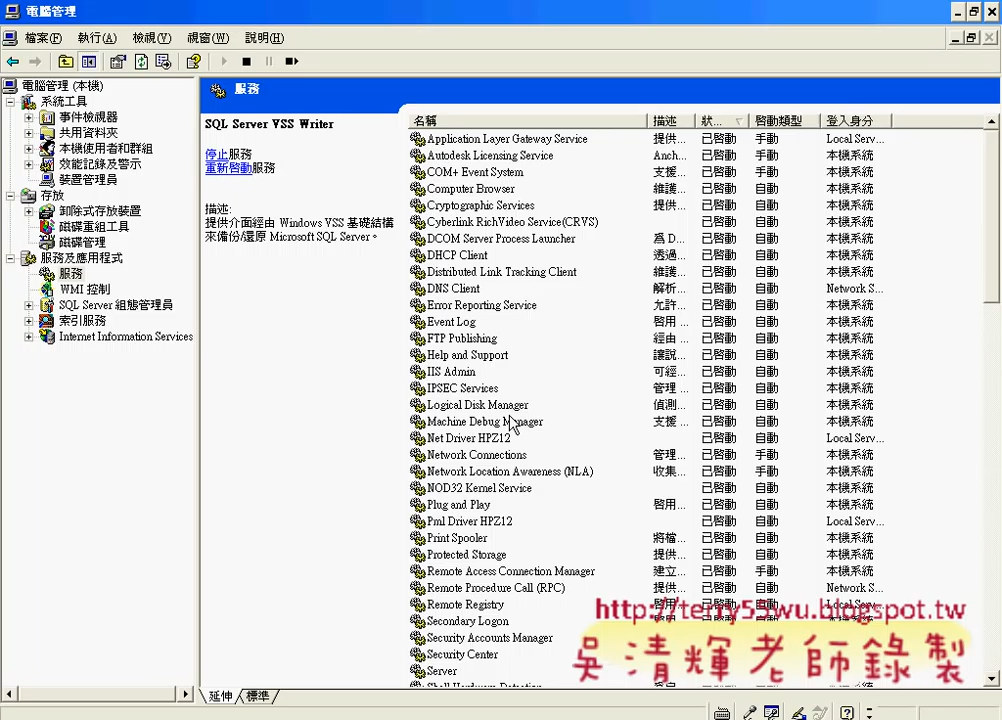 電腦管理
檔案(F) 執行(A) 檢視(V) 視窗(W) 說明(H)
電腦管理 (本機)
系統工具
事件檢視器
共用資料夾
本機使用者和群組
效能記錄及警示
裝置管理員
存放
卸除式存放裝置
磁碟重組工具
磁碟管理
服務及應用程式
服務
WMI 控制
SQL Server 組態管理員
索引服務
Internet Information Services
服務
SQL Server VSS Writer
停止服務
重新啟動服務
描述:
提供介面經由 Windows VSS 基礎結構
來備份/還原 Microsoft SQL Server。
名稱 描述 狀... 啟動類型 登入身分
Application Layer Gateway Service 提供... 已啟動 手動 Local Serv...
Autodesk Licensing Service Anch... 已啟動 手動 本機系統
COM+ Event System 支援... 已啟動 手動 本機系統
Computer Browser 維護... 已啟動 自動 本機系統
Cryptographic Services 提供... 已啟動 自動 本機系統
Cyberlink RichVideo Service(CRVS) 已啟動 自動 本機系統
DCOM Server Process Launcher 為 D... 已啟動 自動 本機系統
DHCP Client 透過... 已啟動 自動 本機系統
Distributed Link Tracking Client 維護... 已啟動 自動 本機系統
DNS Client 解析... 已啟動 自動 Network S...
Error Reporting Service 允許... 已啟動 自動 本機系統
Event Log 啟用 ... 已啟動 自動 本機系統
FTP Publishing 經由 ... 已啟動 自動 本機系統
Help and Support 讓說... 已啟動 自動 本機系統
IIS Admin 可經... 已啟動 自動 本機系統
IPSEC Services 管理 ... 已啟動 自動 本機系統
Logical Disk Manager 偵測... 已啟動 自動 本機系統
Machine Debug Manager 支援 ... 已啟動 自動 本機系統
Net Driver HPZ12 已啟動 自動 Local Serv...
Network Connections 管理... 已啟動 手動 本機系統
Network Location Awareness (NLA) 收集... 已啟動 手動 本機系統
NOD32 Kernel Service 已啟動 自動 本機系統
Plug and Play 啟用... 已啟動 自動 本機系統
Pml Driver HPZ12 已啟動 自動 Local Serv...
Print Spooler 將檔... 已啟動 自動 本機系統
Protected Storage 提供... 已啟動 自動 本機系統
Remote Access Connection Manager 建立... 已啟動 手動 本機系統
Remote Procedure Call (RPC) 提供... 已啟動 自動 Network S...
Remote Registry 啟用... 已啟動 自動 Local Serv...
Secondary Logon 啟用 ... 已啟動 自動 本機系統
Security Accounts Manager
Security Center
Server
Shell Hardware Detection
http://terry55wu.blogspot.tw
吳清輝老師錄製
延伸 標準